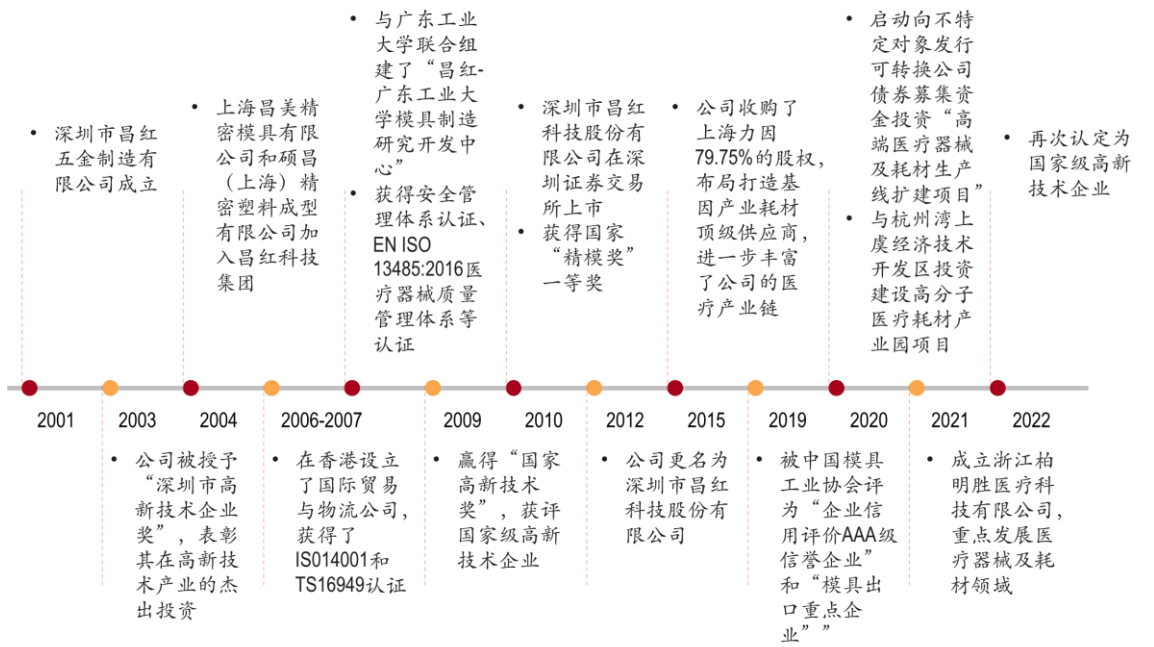 • 深圳市昌红
五金制造有
限公司成立
• 上海昌美精
密模具有限
公司和硕昌
（上海）精
密塑料成型
有限公司加
入昌红科技
集团
• 与广东工业
大学联合组
建了“昌红-
广东工业大
学模具制造
研究开发中
心”
• 获得安全管
理体系认证、
EN ISO
13485:2016医
疗器械质量
管理体系等
认证
• 深圳市昌红
科技股份有
限公司在深
圳证券交易
所上市
• 获得国家
“精模奖”
一等奖
• 公司收购了
上海力因
79.75%的股权，
布局打造基
因产业耗材
顶级供应商，
进一步丰富
了公司的医
疗产业链
• 启动向不特
定对象发行
可转换公司
债券募集资
金投资“高
端医疗器械
及耗材生产
线扩建项目”
• 与杭州湾上
虞经济技术
开发区投资
建设高分子
医疗耗材产
业园项目
• 再次认定为
国家级高新
技术企业
2001 2003 2004 2006-2007 2009 2010 2012 2015 2019 2020 2021 2022
• 公司被授予
“深圳市高
新技术企业
奖”，表彰
其在高新技
术产业的杰
出投资
• 在香港设立
了国际贸易
与物流公司，
获得了
IS014001和
TS16949认证
• 赢得“国家
高新技术
奖”，获评
国家级高新
技术企业
• 公司更名为
深圳市昌红
科技股份有
限公司
• 被中国模具
工业协会评
为“企业信
用评价AAA级
信誉企业”
和“模具出
口重点企
业””
• 成立浙江柏
明胜医疗科
技有限公司，
重点发展医
疗器械及耗
材领域